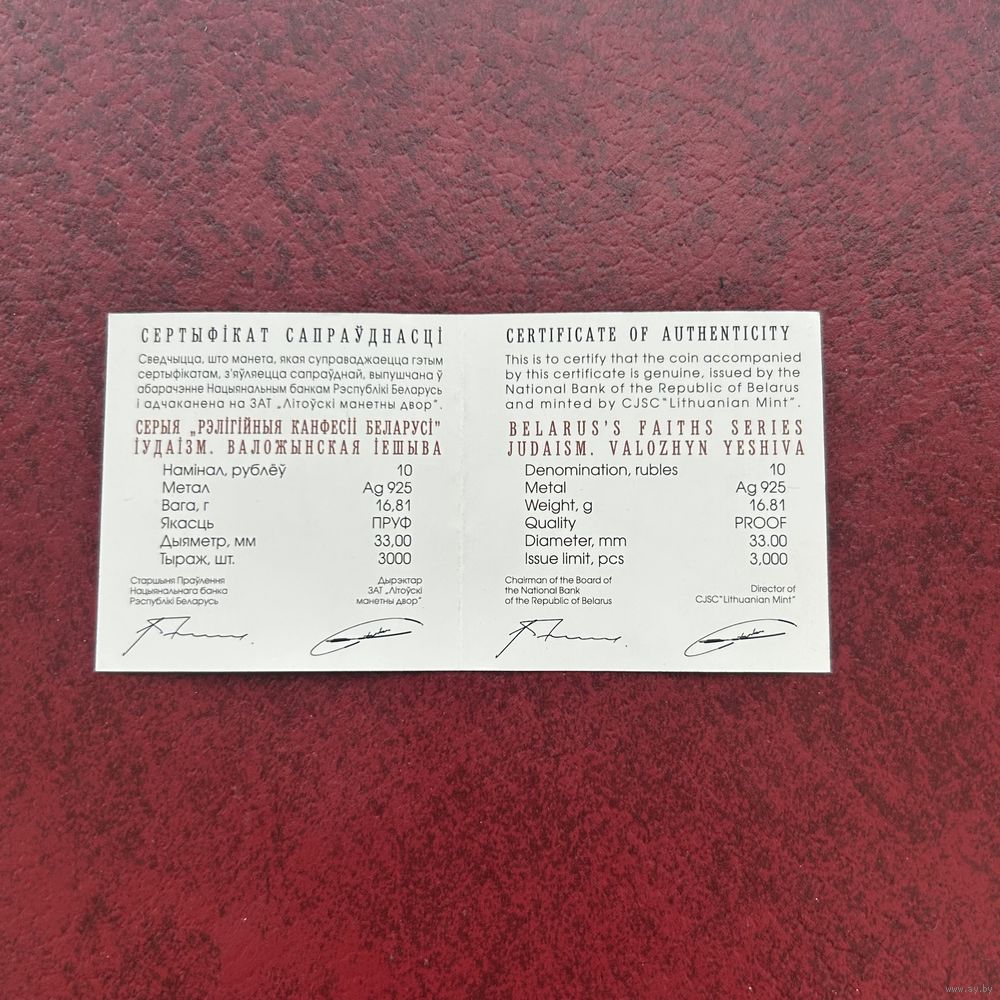 СЕРТЫФІКАТ САПРАЎДНАСЦІ
Сведчыцца, што манета, якая суправаджаецца гэтым
сертыфікатам, з'яўляецца сапраўднай, выпушчана ў
абарачэнне Нацыянальным банкам Рэспублікі Беларусь
і адчаканена на ЗАТ „Літоўскі манетны двор".
СЕРЫЯ „РЭЛІГІЙНЫЯ КАНФЕСІІ БЕЛАРУСІ"
ІУДАІЗМ. ВАЛОЖЫНСКАЯ ІЕШЫВА
Намінал, рублёў 10
Метал Ag 925
Вага, г 16,81
Якасць ПРУФ
Дыяметр, мм 33,00
Тыраж, шт. 3000
Старшыня Праўлення
Нацыянальнага банка
Рэспублікі Беларусь
Дырэктар
ЗАТ „Літоўскі
манетны двор"
CERTIFICATE OF AUTHENTICITY
This is to certify that the coin accompanied
by this certificate is genuine, issued by the
National Bank of the Republic of Belarus
and minted by CJSC "Lithuanian Mint".
BELARUS'S FAITHS SERIES
JUDAISM. VALOZHYN YESHIVA
Denomination, rubles 10
Metal Ag 925
Weight, g 16.81
Quality PROOF
Diameter, mm 33.00
Issue limit, pcs 3,000
Chairman of the Board of
the National Bank
of the Republic of Belarus
Director of
CJSC "Lithuanian Mint"
www.ay.by